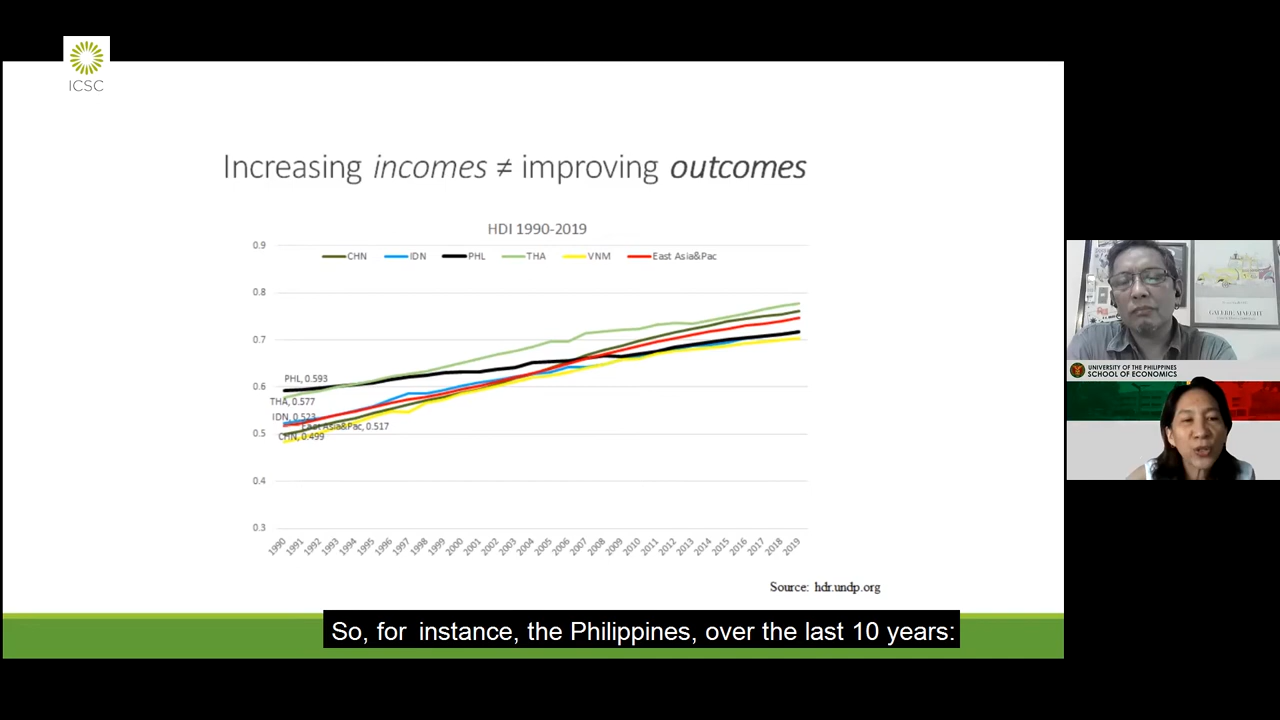 ICSC
Increasing incomes ≠ improving outcomes
HDI 1990-2019
CHN IDN PHL THA VNM East Asia&Pac
0.9
0.8
0.7
0.6
0.5
0.4
0.3
PHL, 0.593
THA, 0.577
IDN, 0.523
East Asia&Pac, 0.517
CHN, 0.499
1990 1991 1992 1993 1994 1995 1996 1997 1998 1999 2000 2001 2002 2003 2004 2005 2006 2007 2008 2009 2010 2011 2012 2013 2014 2015 2016 2017 2018 2019
Source: hdr.undp.org
GALERIE MAEGHT
UNIVERSITY OF THE PHILIPPINES
SCHOOL OF ECONOMICS
So, for instance, the Philippines, over the last 10 years: